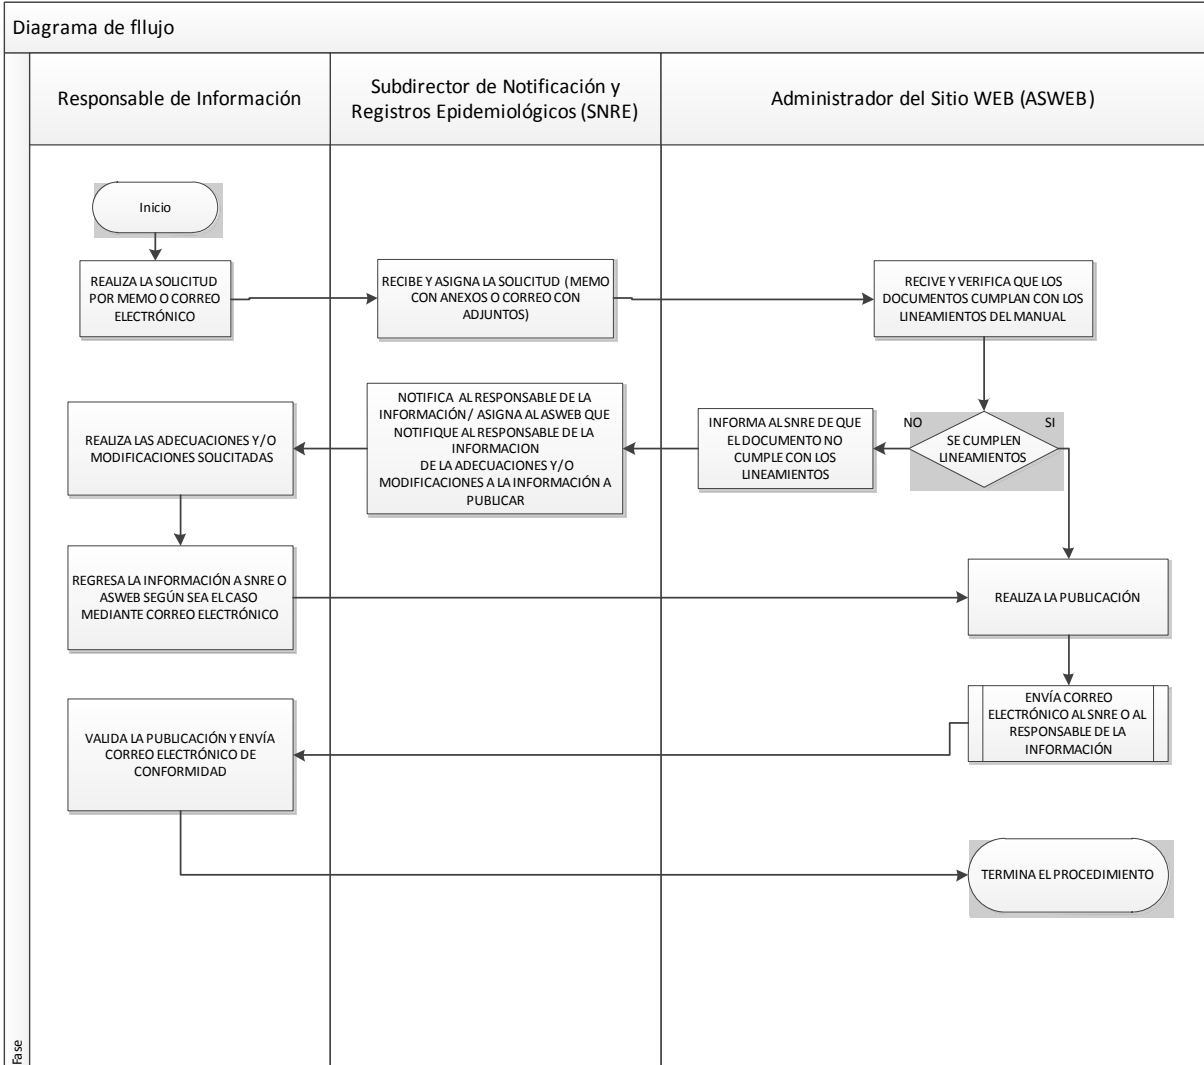 Diagrama de fllujo
Responsable de Información
Subdirector de Notificación y
Registros Epidemiológicos (SNRE)
Administrador del Sitio WEB (ASWEB)
Inicio
REALIZA LA SOLICITUD
POR MEMO O CORREO
ELECTRÓNICO
RECIBE Y ASIGNA LA SOLICITUD (MEMO
CON ANEXOS O CORREO CON
ADJUNTOS)
RECIVE Y VERIFICA QUE LOS
DOCUMENTOS CUMPLAN CON LOS
LINEAMIENTOS DEL MANUAL
REALIZA LAS ADECUACIONES Y/O
MODIFICACIONES SOLICITADAS
NOTIFICA AL RESPONSABLE DE LA
INFORMACIÓN/ ASIGNA AL ASWEB QUE
NOTIFIQUE AL RESPONSABLE DE LA
INFORMACION
DE LA ADECUACIONES Y/O
MODIFICACIONES A LA INFORMACIÓN A
PUBLICAR
INFORMA AL SNRE DE QUE
EL DOCUMENTO NO
CUMPLE CON LOS
LINEAMIENTOS
NO
SI
SE CUMPLEN
LINEAMIENTOS
REGRESA LA INFORMACIÓN A SNRE O
ASWEB SEGÚN SEA EL CASO
MEDIANTE CORREO ELECTRÓNICO
REALIZA LA PUBLICACIÓN
VALIDA LA PUBLICACIÓN Y ENVÍA
CORREO ELECTRÓNICO DE
CONFORMIDAD
ENVÍA CORREO
ELECTRÓNICO AL SNRE O AL
RESPONSABLE DE LA
INFORMACIÓN
TERMINA EL PROCEDIMIENTO
Fase